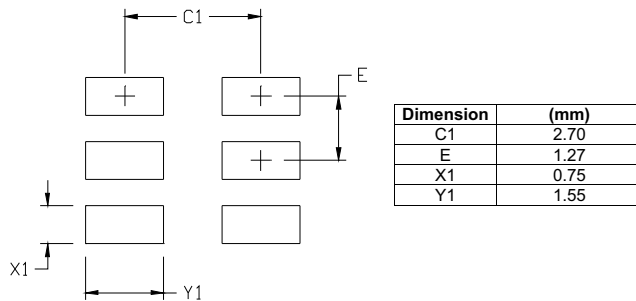 C1
E
Dimension (mm)
C1 2.70
E 1.27
X1 0.75
Y1 1.55
X1
Y1